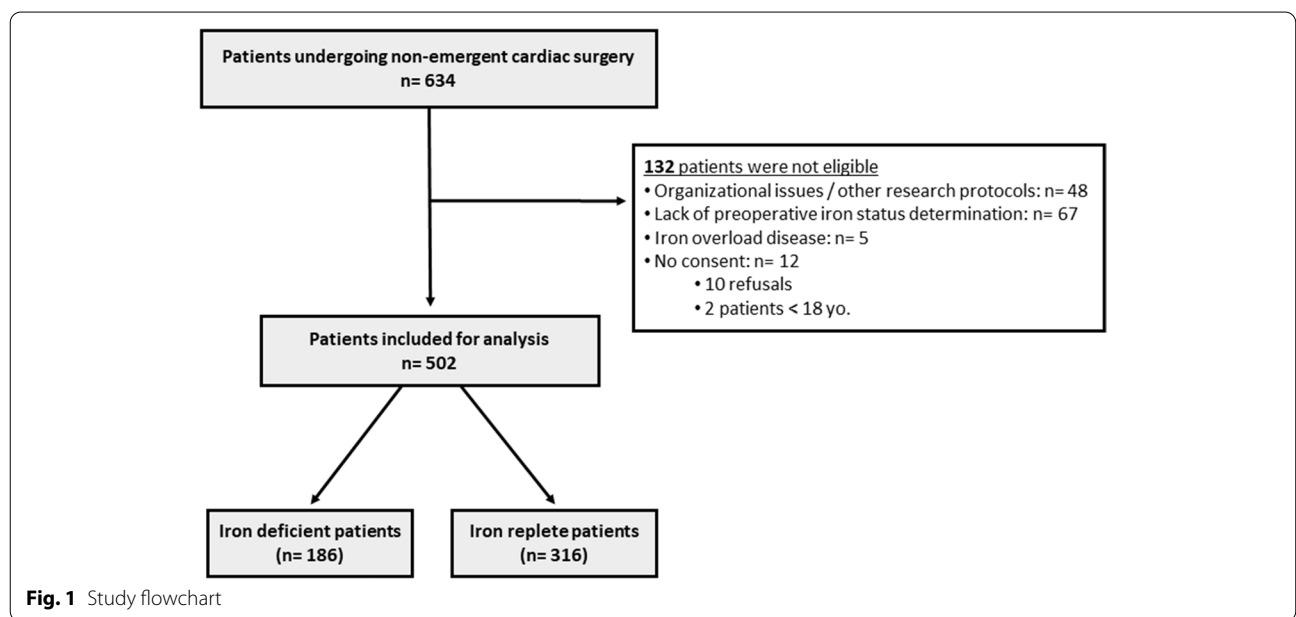 Patients undergoing non-emergent cardiac surgery
n= 634
132 patients were not eligible
• Organizational issues / other research protocols: n= 48
• Lack of preoperative iron status determination: n= 67
• Iron overload disease: n= 5
• No consent: n= 12
• 10 refusals
• 2 patients < 18 yo.
Patients included for analysis
n= 502
Iron deficient patients
(n= 186)
Iron replete patients
(n= 316)
Fig. 1 Study flowchart